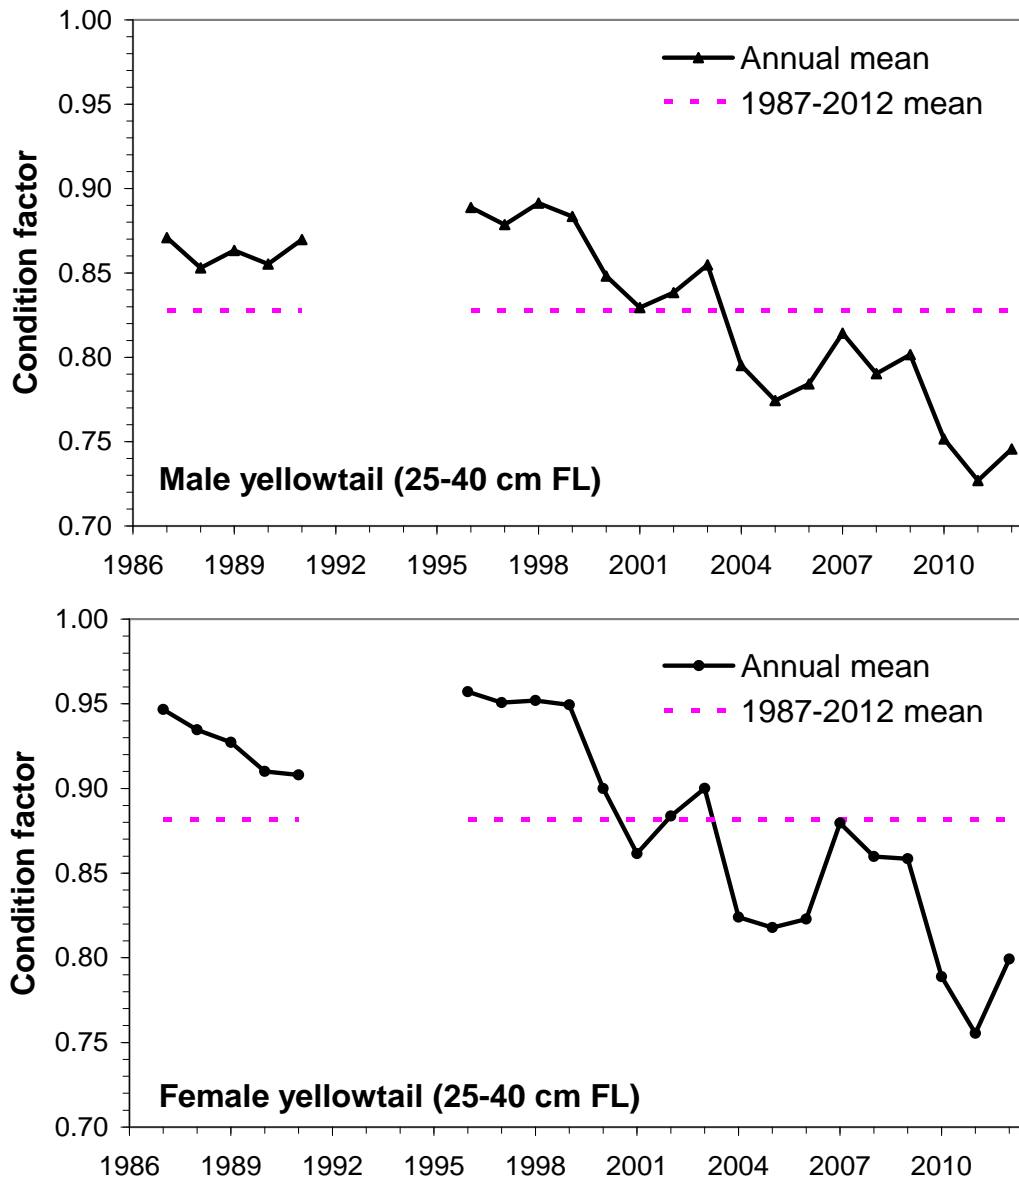 1.00
0.95
0.90
0.85
0.80
0.75
0.70
Condition factor
Annual mean
1987-2012 mean
Male yellowtail (25-40 cm FL)
1986 1989 1992 1995 1998 2001 2004 2007 2010
1.00
0.95
0.90
0.85
0.80
0.75
0.70
Condition factor
Annual mean
1987-2012 mean
Female yellowtail (25-40 cm FL)
1986 1989 1992 1995 1998 2001 2004 2007 2010